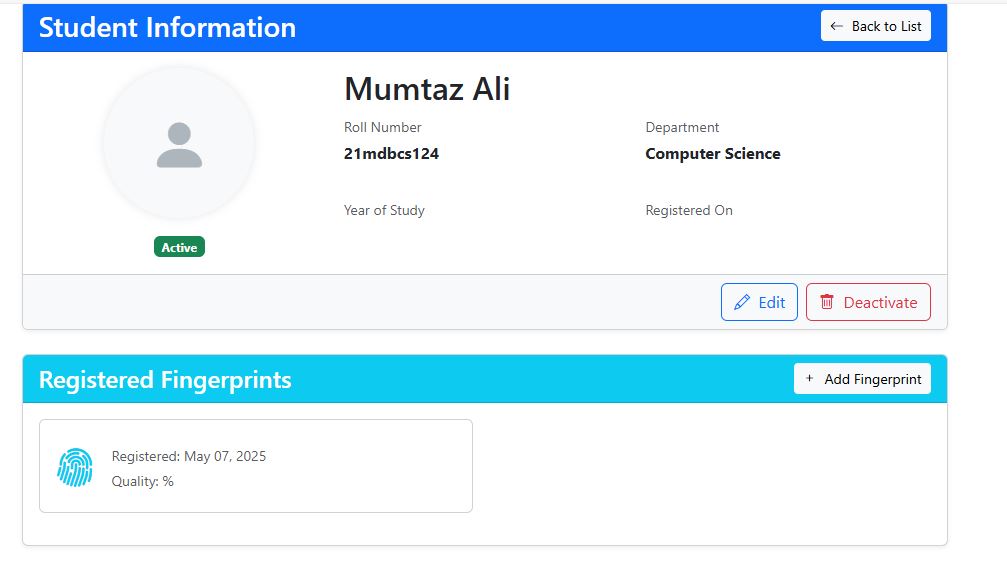 Student Information
← Back to List
Mumtaz Ali
Roll Number
Department
21mdbcs124
Computer Science
Year of Study
Registered On
Active
Edit
Deactivate
Registered Fingerprints
+ Add Fingerprint
Registered: May 07, 2025
Quality: %